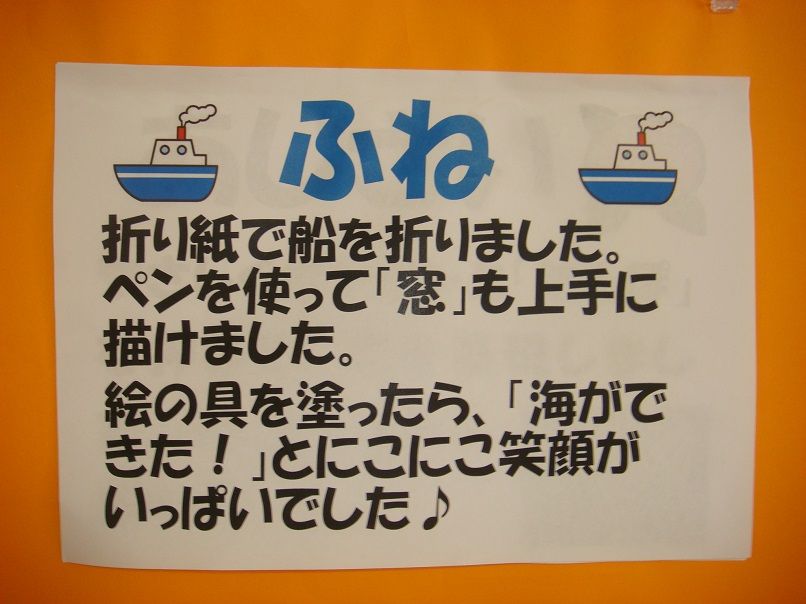 ふね
折り紙で船を折りました。
ペンを使って「窓」も上手に
描けました。
絵の具を塗ったら、「海がで
きた！」とにこにこ笑顔が
いっぱいでした♪